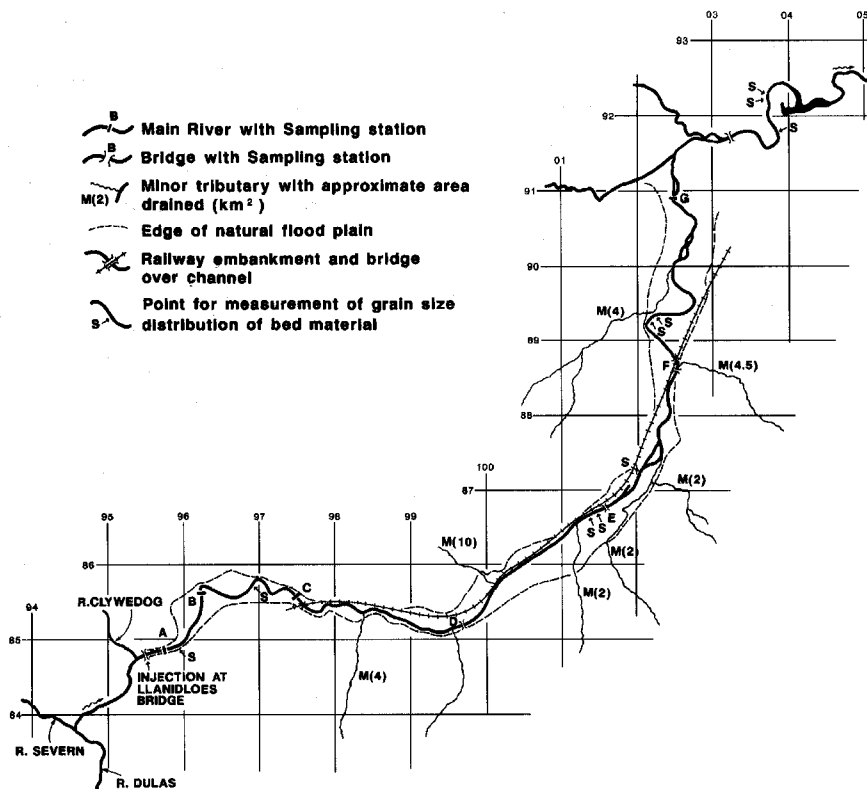 B
Main River with Sampling station
B
Bridge with Sampling station
M(2)
Minor tributary with approximate area
drained (km²)
Edge of natural flood plain
Railway embankment and bridge
over channel
S
Point for measurement of grain size
distribution of bed material
03
04
05
93
S
S
92
S
01
91
G
90
M(4)
S
S
89
F
M(4.5)
88
100
S
87
M(2)
E
S
S
95
96
97
98
99
M(10)
M(2)
86
M(2)
94
R.CLYWEDOG
B
S
C
A
D
85
S
INJECTION AT
LLANIDLOES
BRIDGE
M(4)
84
R. SEVERN
R. DULAS